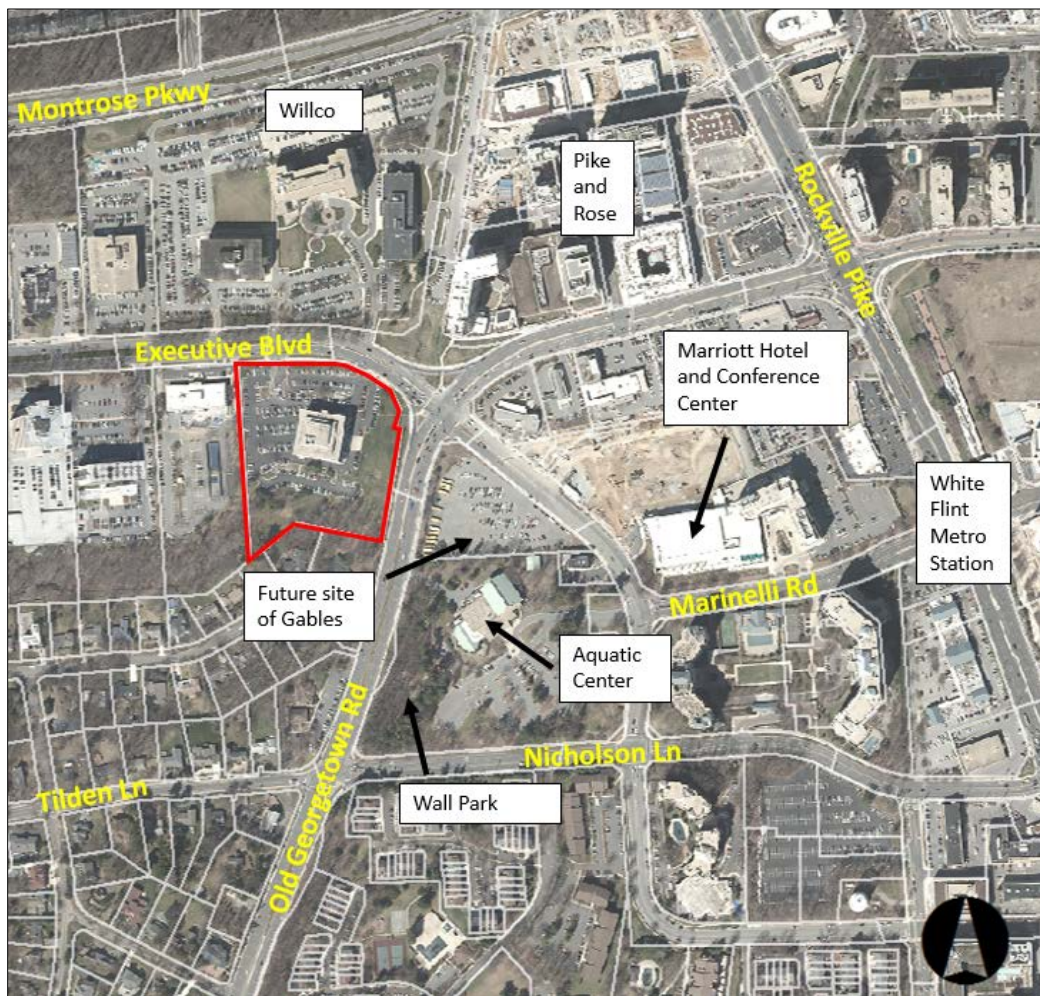 Montrose Pkwy
Willco
Pike
and
Rose
Rockville Pike
Executive Blvd
Marriott Hotel
and Conference
Center
White
Flint
Metro
Station
Future site
of Gables
Marinelli Rd
Aquatic
Center
Old Georgetown Rd
Nicholson Ln
Tilden Ln
Wall Park